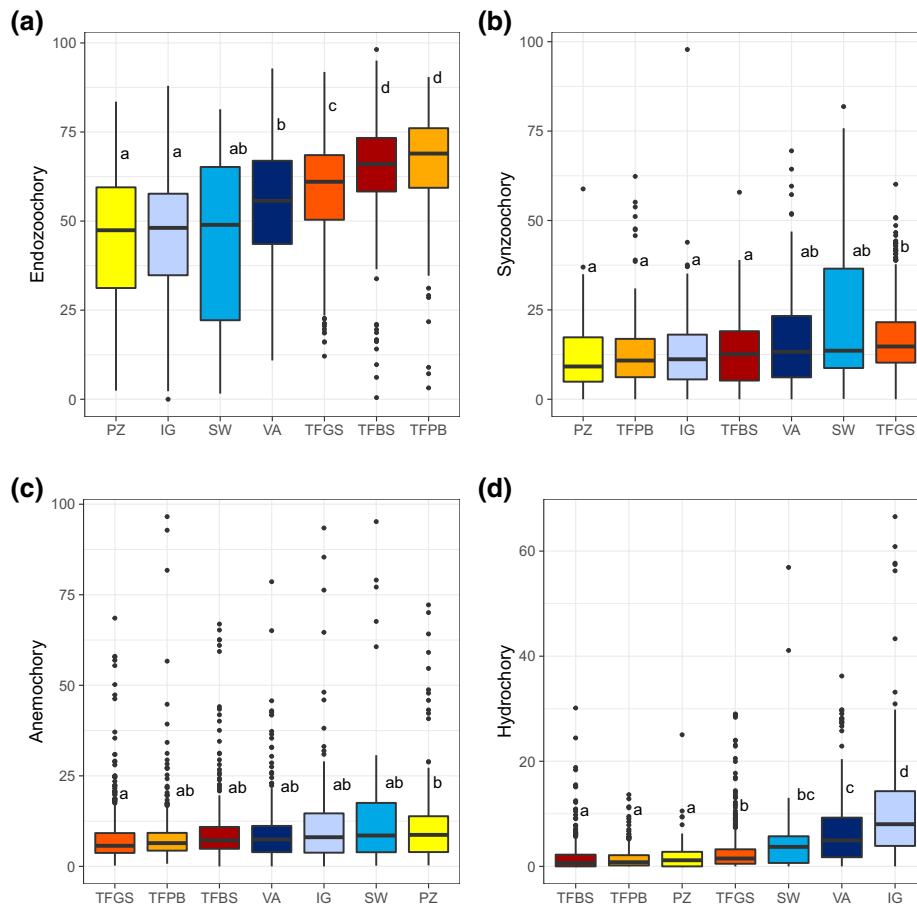 (a)
Endozoochory
100
75
50
25
0
a a ab b c d d
PZ IG SW VA TFGS TFBS TFPB
(b)
Synzoochory
100
75
50
25
0
a a a a ab ab b
PZ TFPB IG TFBS VA SW TFGS
(c)
Anemochory
100
75
50
25
0
a ab ab ab ab ab b
TFGS TFPB TFBS VA IG SW PZ
(d)
Hydrochory
60
40
20
0
a a a b bc c d
TFBS TFPB PZ TFGS SW VA IG